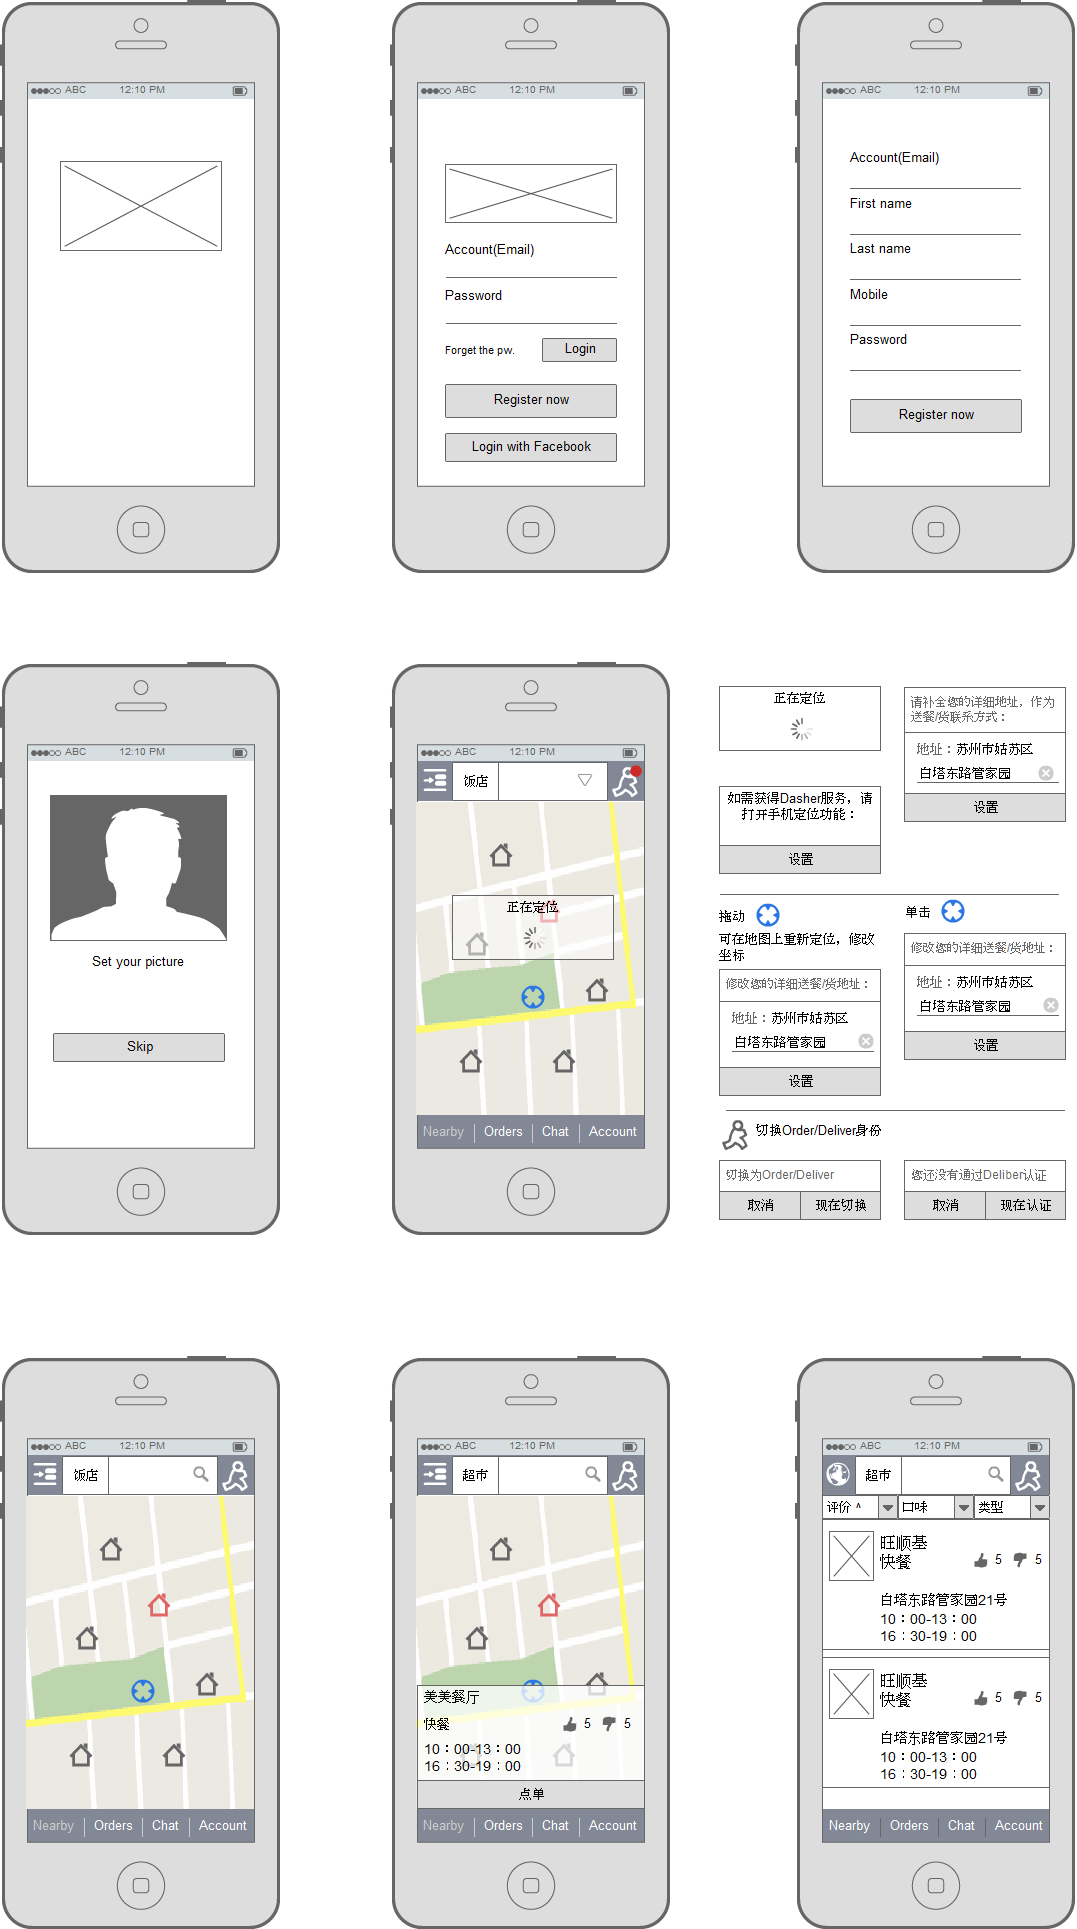 ABC 12:10 PM
ABC 12:10 PM
Account(Email)
Password
Forget the pw.
Login
Register now
Login with Facebook
ABC 12:10 PM
Account(Email)
First name
Last name
Mobile
Password
Register now
ABC 12:10 PM
Set your picture
Skip
ABC 12:10 PM
饭店
正在定位
Nearby Orders Chat Account
正在定位
如需获得Dasher服务，请
打开手机定位功能：
设置
请补全您的详细地址，作为
送餐/货联系方式：
地址：苏州市姑苏区
白塔东路管家园
设置
拖动
可在地图上重新定位，修改
坐标
修改您的详细送餐/货地址：
地址：苏州市姑苏区
白塔东路管家园
设置
单击
修改您的详细送餐/货地址：
地址：苏州市姑苏区
白塔东路管家园
设置
切换Order/Deliver身份
切换为Order/Deliver
取消 现在切换
您还没有通过Deliber认证
取消 现在认证
ABC 12:10 PM
饭店
Nearby Orders Chat Account
ABC 12:10 PM
超市
美美餐厅
快餐 5 5
10：00-13：00
16：30-19：00
点单
Nearby Orders Chat Account
ABC 12:10 PM
超市
评价 ^ 口味 类型
旺顺基
快餐 5 5
白塔东路管家园21号
10：00-13：00
16：30-19：00
旺顺基
快餐 5 5
白塔东路管家园21号
10：00-13：00
16：30-19：00
Nearby Orders Chat Account